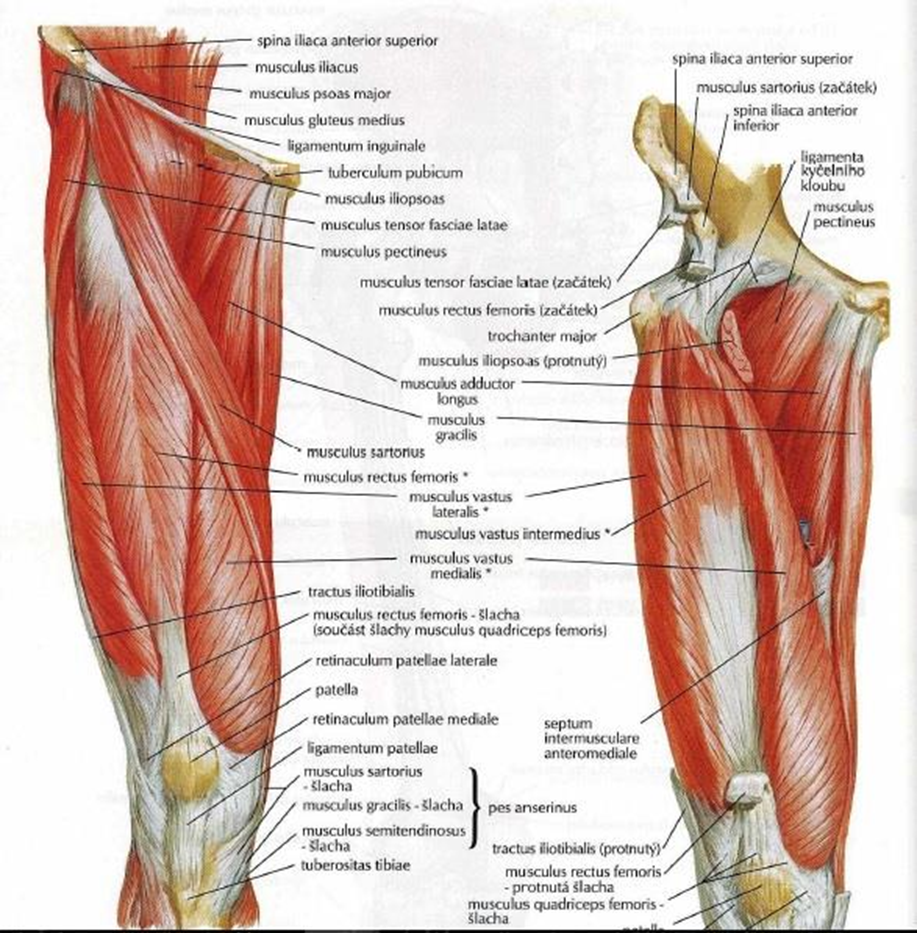 spina iliaca anterior superior
musculus iliacus
musculus psoas major
musculus gluteus medius
ligamentum inguinale
tuberculum pubicum
musculus iliopsoas
musculus tensor fasciae latae
musculus pectineus
spina iliaca anterior superior
musculus sartorius (začátek)
spina iliaca anterior
inferior
ligamenta
kyčelního
kloubu
musculus
pectineus
musculus tensor fasciae latae (začátek)
musculus rectus femoris (začátek)
trochanter major
musculus iliopsoas (protnutý)
musculus adductor
longus
musculus
gracilis
musculus sartorius
musculus rectus femoris *
musculus vastus
lateralis *
musculus vastus intermedius *
musculus vastus
medialis *
tractus iliotibialis
musculus rectus femoris - šlacha
(součást šlachy musculus quadriceps femoris)
retinaculum patellae laterale
patella
retinaculum patellae mediale
ligamentum patellae
musculus sartorius
- šlacha
musculus gracilis - šlacha
musculus semitendinosus
- šlacha
pes anserinus
tuberositas tibiae
septum
intermusculare
anteromediale
tractus iliotibialis (protnutý)
musculus rectus femoris
- protnutá šlacha
musculus quadriceps femoris -
šlacha